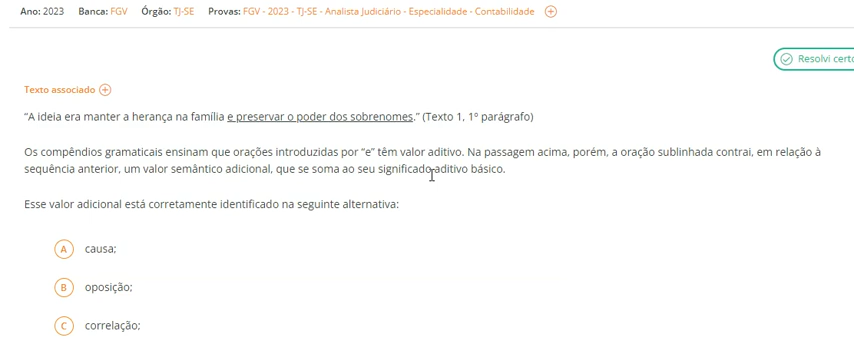 Ano: 2023 Banca: FGV Órgão: TJ-SE Provas: FGV - 2023 - TJ-SE - Analista Judiciário - Especialidade - Contabilidade
Resolvi certo
Texto associado
“A ideia era manter a herança na família e preservar o poder dos sobrenomes.” (Texto 1, 1º parágrafo)
Os compêndios gramaticais ensinam que orações introduzidas por “e” têm valor aditivo. Na passagem acima, porém, a oração sublinhada contrai, em relação à
sequência anterior, um valor semântico adicional, que se soma ao seu significado aditivo básico.
Esse valor adicional está corretamente identificado na seguinte alternativa:
A causa;
B oposição;
C correlação;